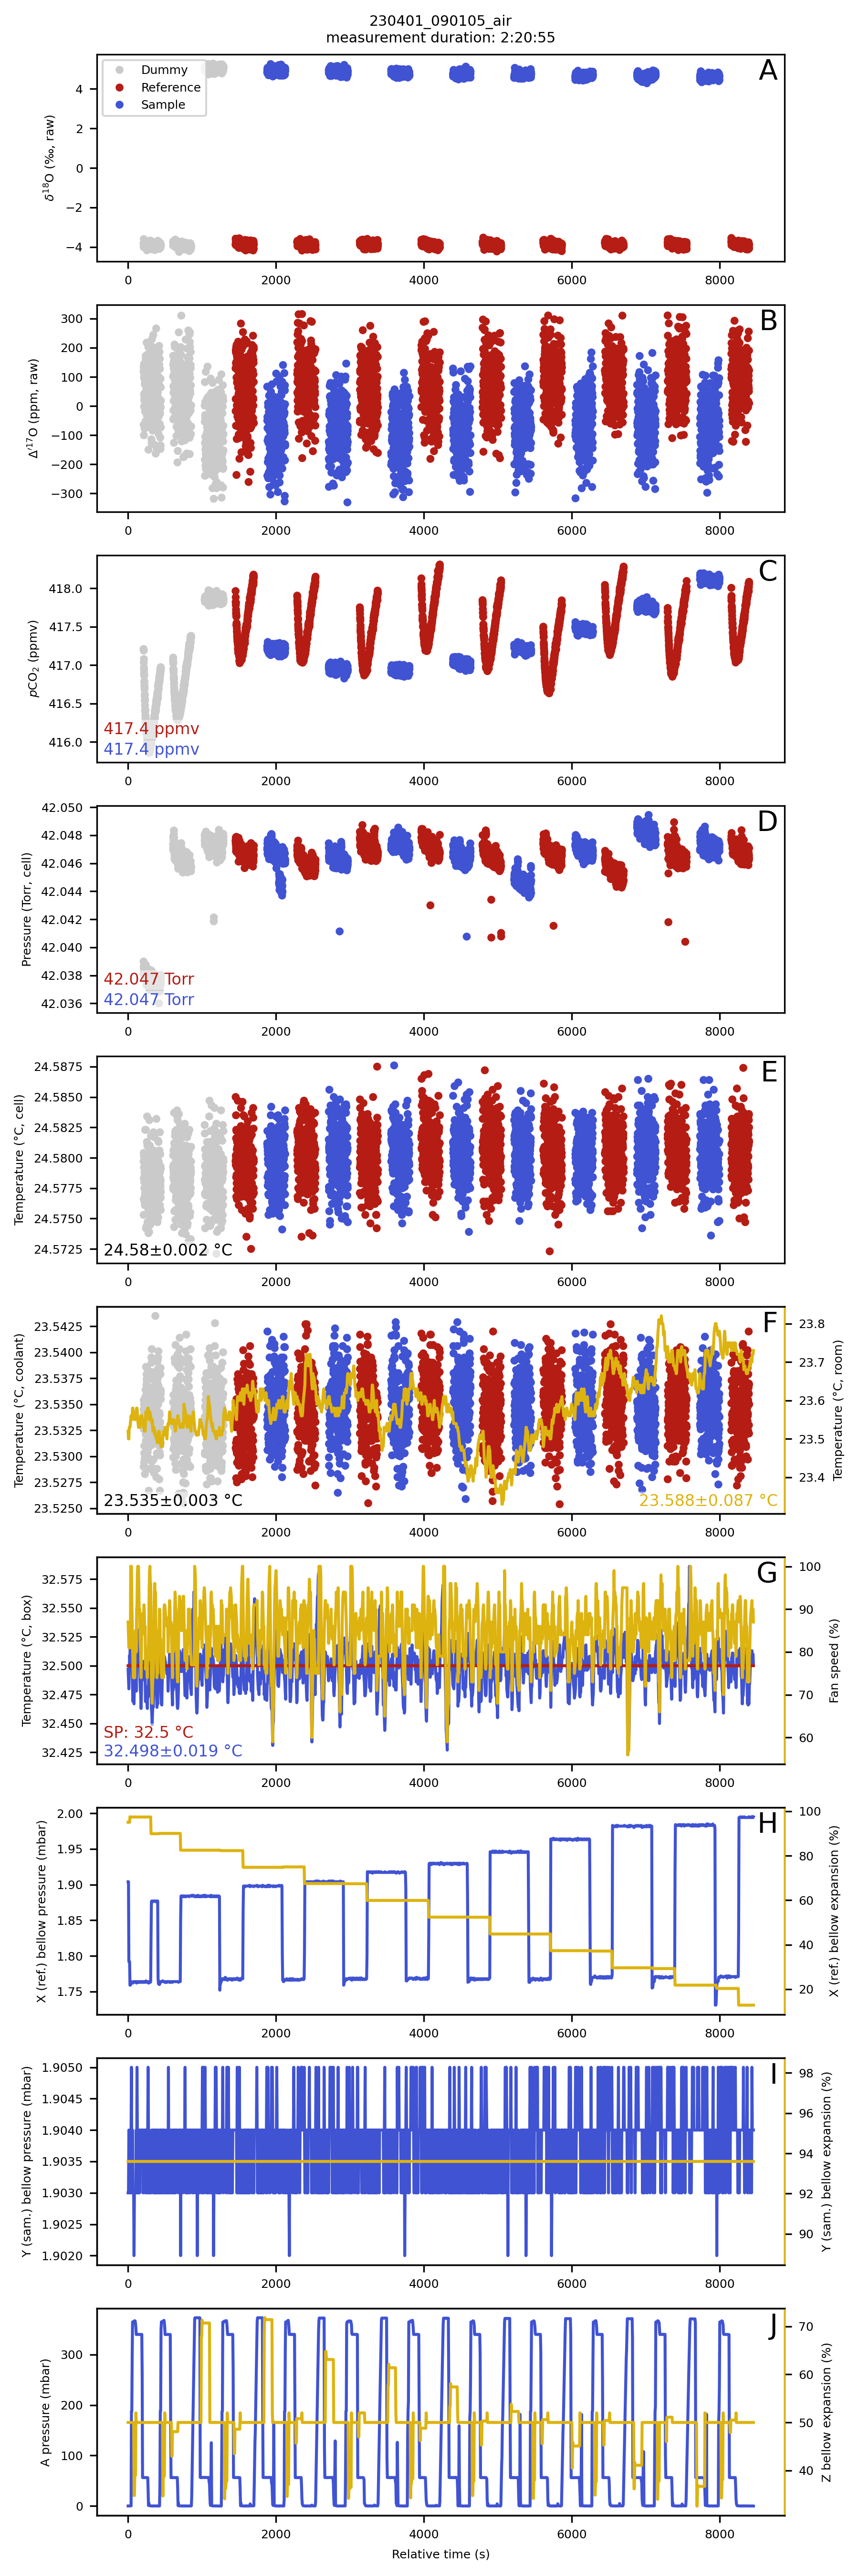 230401_090105_air
measurement duration: 2:20:55
A
Dummy
Reference
Sample
δ18O (‰, raw)
4
2
0
−2
−4
0 2000 4000 6000 8000
B
Δ′17O (ppm, raw)
300
200
100
0
−100
−200
−300
0 2000 4000 6000 8000
C
pCO2 (ppmv)
418.0
417.5
417.0
416.5
416.0
417.4 ppmv
417.4 ppmv
0 2000 4000 6000 8000
D
Pressure (Torr, cell)
42.050
42.048
42.046
42.044
42.042
42.040
42.038
42.036
42.047 Torr
42.047 Torr
0 2000 4000 6000 8000
E
Temperature (°C, cell)
24.5875
24.5850
24.5825
24.5800
24.5775
24.5750
24.5725
24.58±0.002 °C
0 2000 4000 6000 8000
F
Temperature (°C, coolant)
23.5425
23.5400
23.5375
23.5350
23.5325
23.5300
23.5275
23.5250
23.535±0.003 °C
23.588±0.087 °C
23.8
23.7
23.6
23.5
23.4
Temperature (°C, room)
0 2000 4000 6000 8000
G
Temperature (°C, box)
32.575
32.550
32.525
32.500
32.475
32.450
32.425
SP: 32.5 °C
32.498±0.019 °C
100
90
80
70
60
Fan speed (%)
0 2000 4000 6000 8000
H
X (ref.) bellow pressure (mbar)
2.00
1.95
1.90
1.85
1.80
1.75
100
80
60
40
20
X (ref.) bellow expansion (%)
0 2000 4000 6000 8000
I
Y (sam.) bellow pressure (mbar)
1.9050
1.9045
1.9040
1.9035
1.9030
1.9025
1.9020
98
96
94
92
90
Y (sam.) bellow expansion (%)
0 2000 4000 6000 8000
J
A pressure (mbar)
300
200
100
0
70
60
50
40
Z bellow expansion (%)
0 2000 4000 6000 8000
Relative time (s)